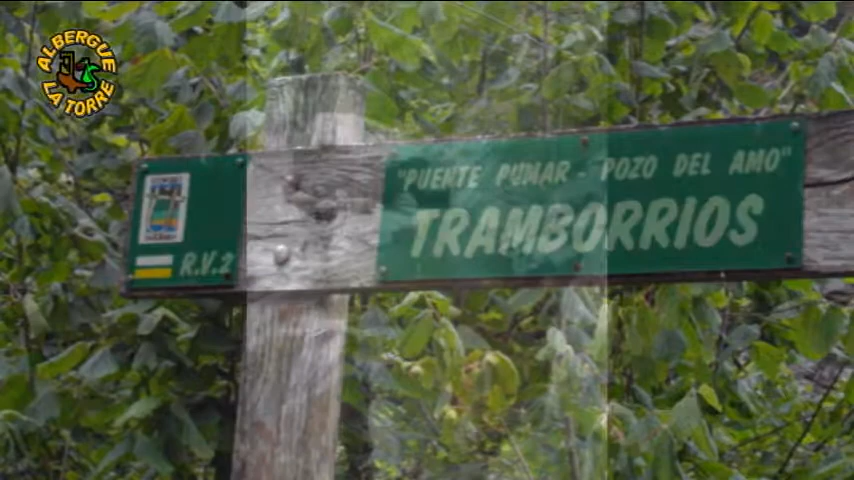 ALBERGUE
LA TORRE
"PUENTE PUMAR - POZO DEL AMO"
TRAMBORRIOS
R.V.2